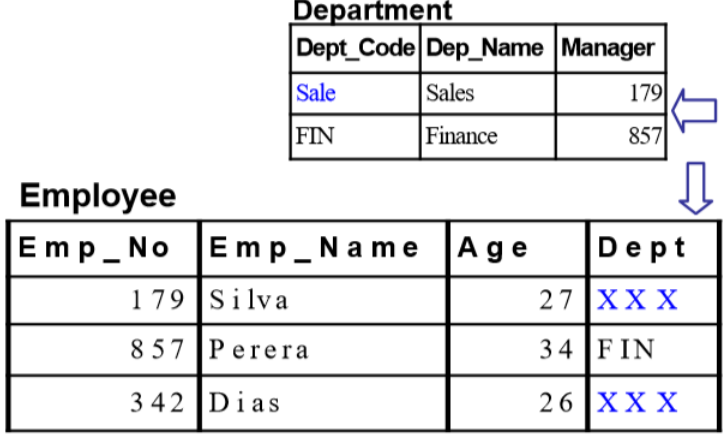 Department
Dept_Code Dep_Name Manager
Sale Sales 179
FIN Finance 857
Employee
Emp_No Emp_Name Age Dept
179 Silva 27 XXX
857 Perera 34 FIN
342 Dias 26 XXX